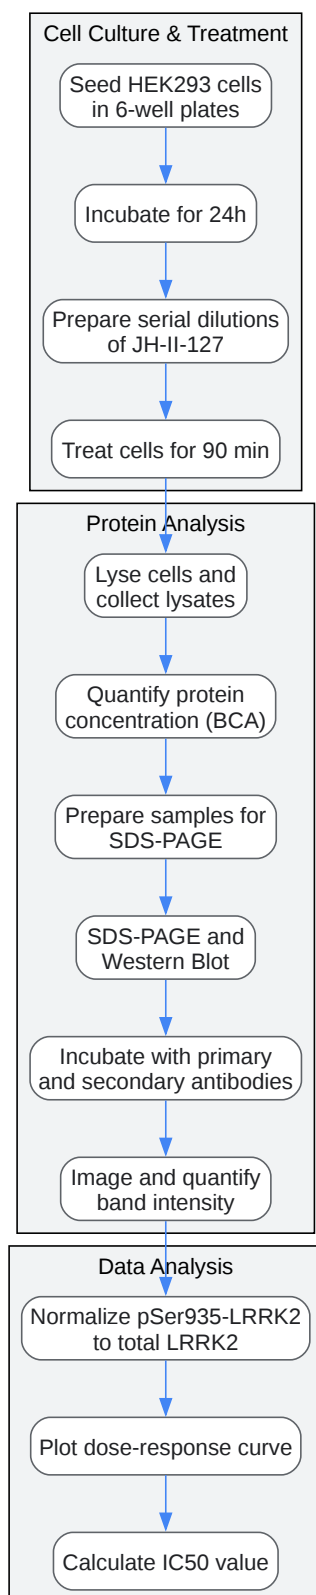 Cell Culture & Treatment
Seed HEK293 cells
in 6-well plates
Incubate for 24h
Prepare serial dilutions
of JH-II-127
Treat cells for 90 min
Protein Analysis
Lyse cells and
collect lysates
Quantify protein
concentration (BCA)
Prepare samples for
SDS-PAGE
SDS-PAGE and
Western Blot
Incubate with primary
and secondary antibodies
Image and quantify
band intensity
Data Analysis
Normalize pSer935-LRRK2
to total LRRK2
Plot dose-response curve
Calculate IC50 value